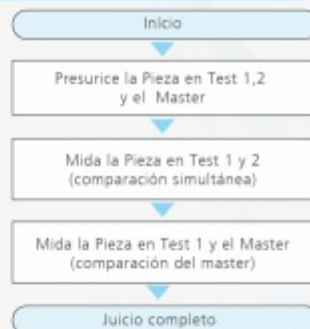 Início
Presurice la Pieza en Test 1,2
y el Master
Mida la Pieza en Test 1 y 2
(comparación simultánea)
Mida la Pieza en Test 1 y el Master
(comparación del master)
Juicio completo